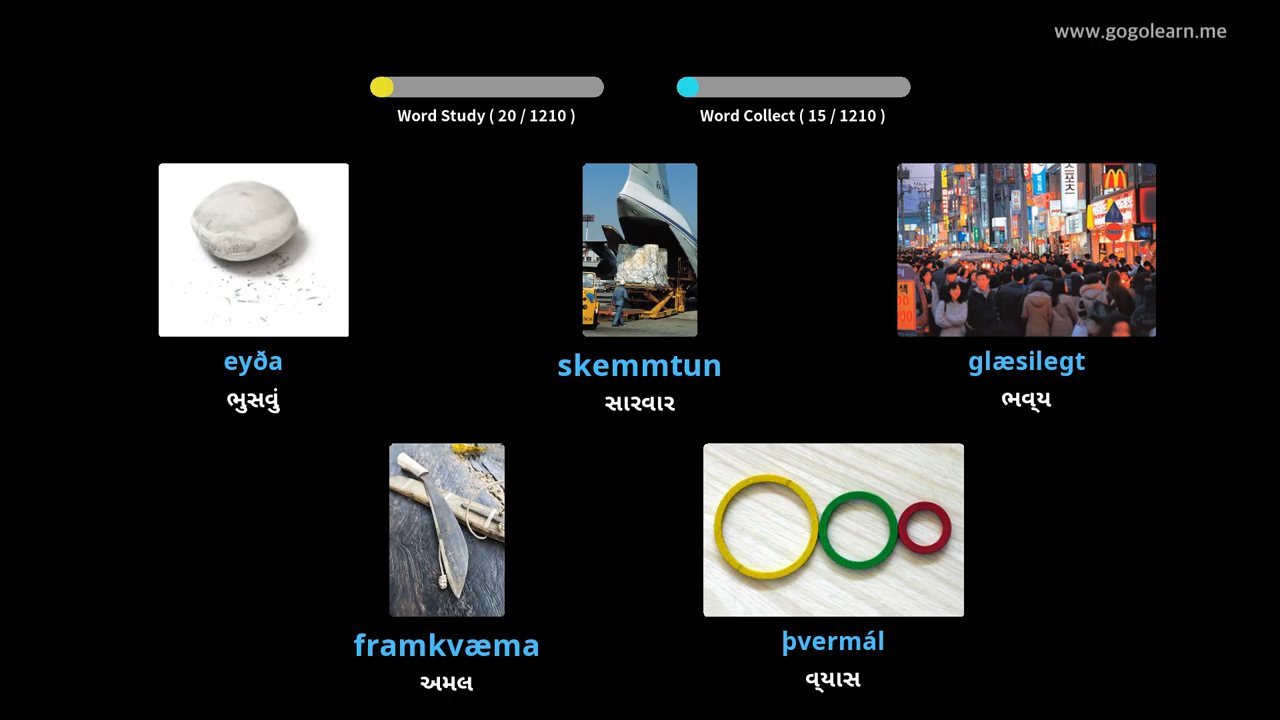 www.gogolearn.me
Word Study ( 20 / 1210 )
Word Collect ( 15 / 1210 )
eyða
ભુસવું
skemmtun
સારવાર
glæsilegt
ભવ્ય
framkvæma
અમલ
þvermál
વ્યાસ